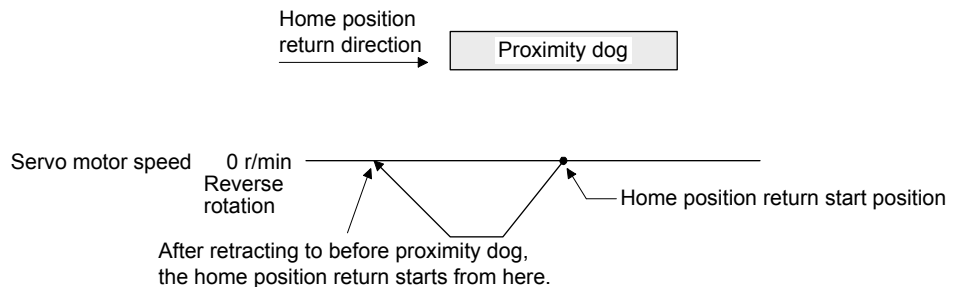 Home position
return direction
Proximity dog
Servo motor speed 0 r/min
Reverse
rotation
Home position return start position
After retracting to before proximity dog,
the home position return starts from here.